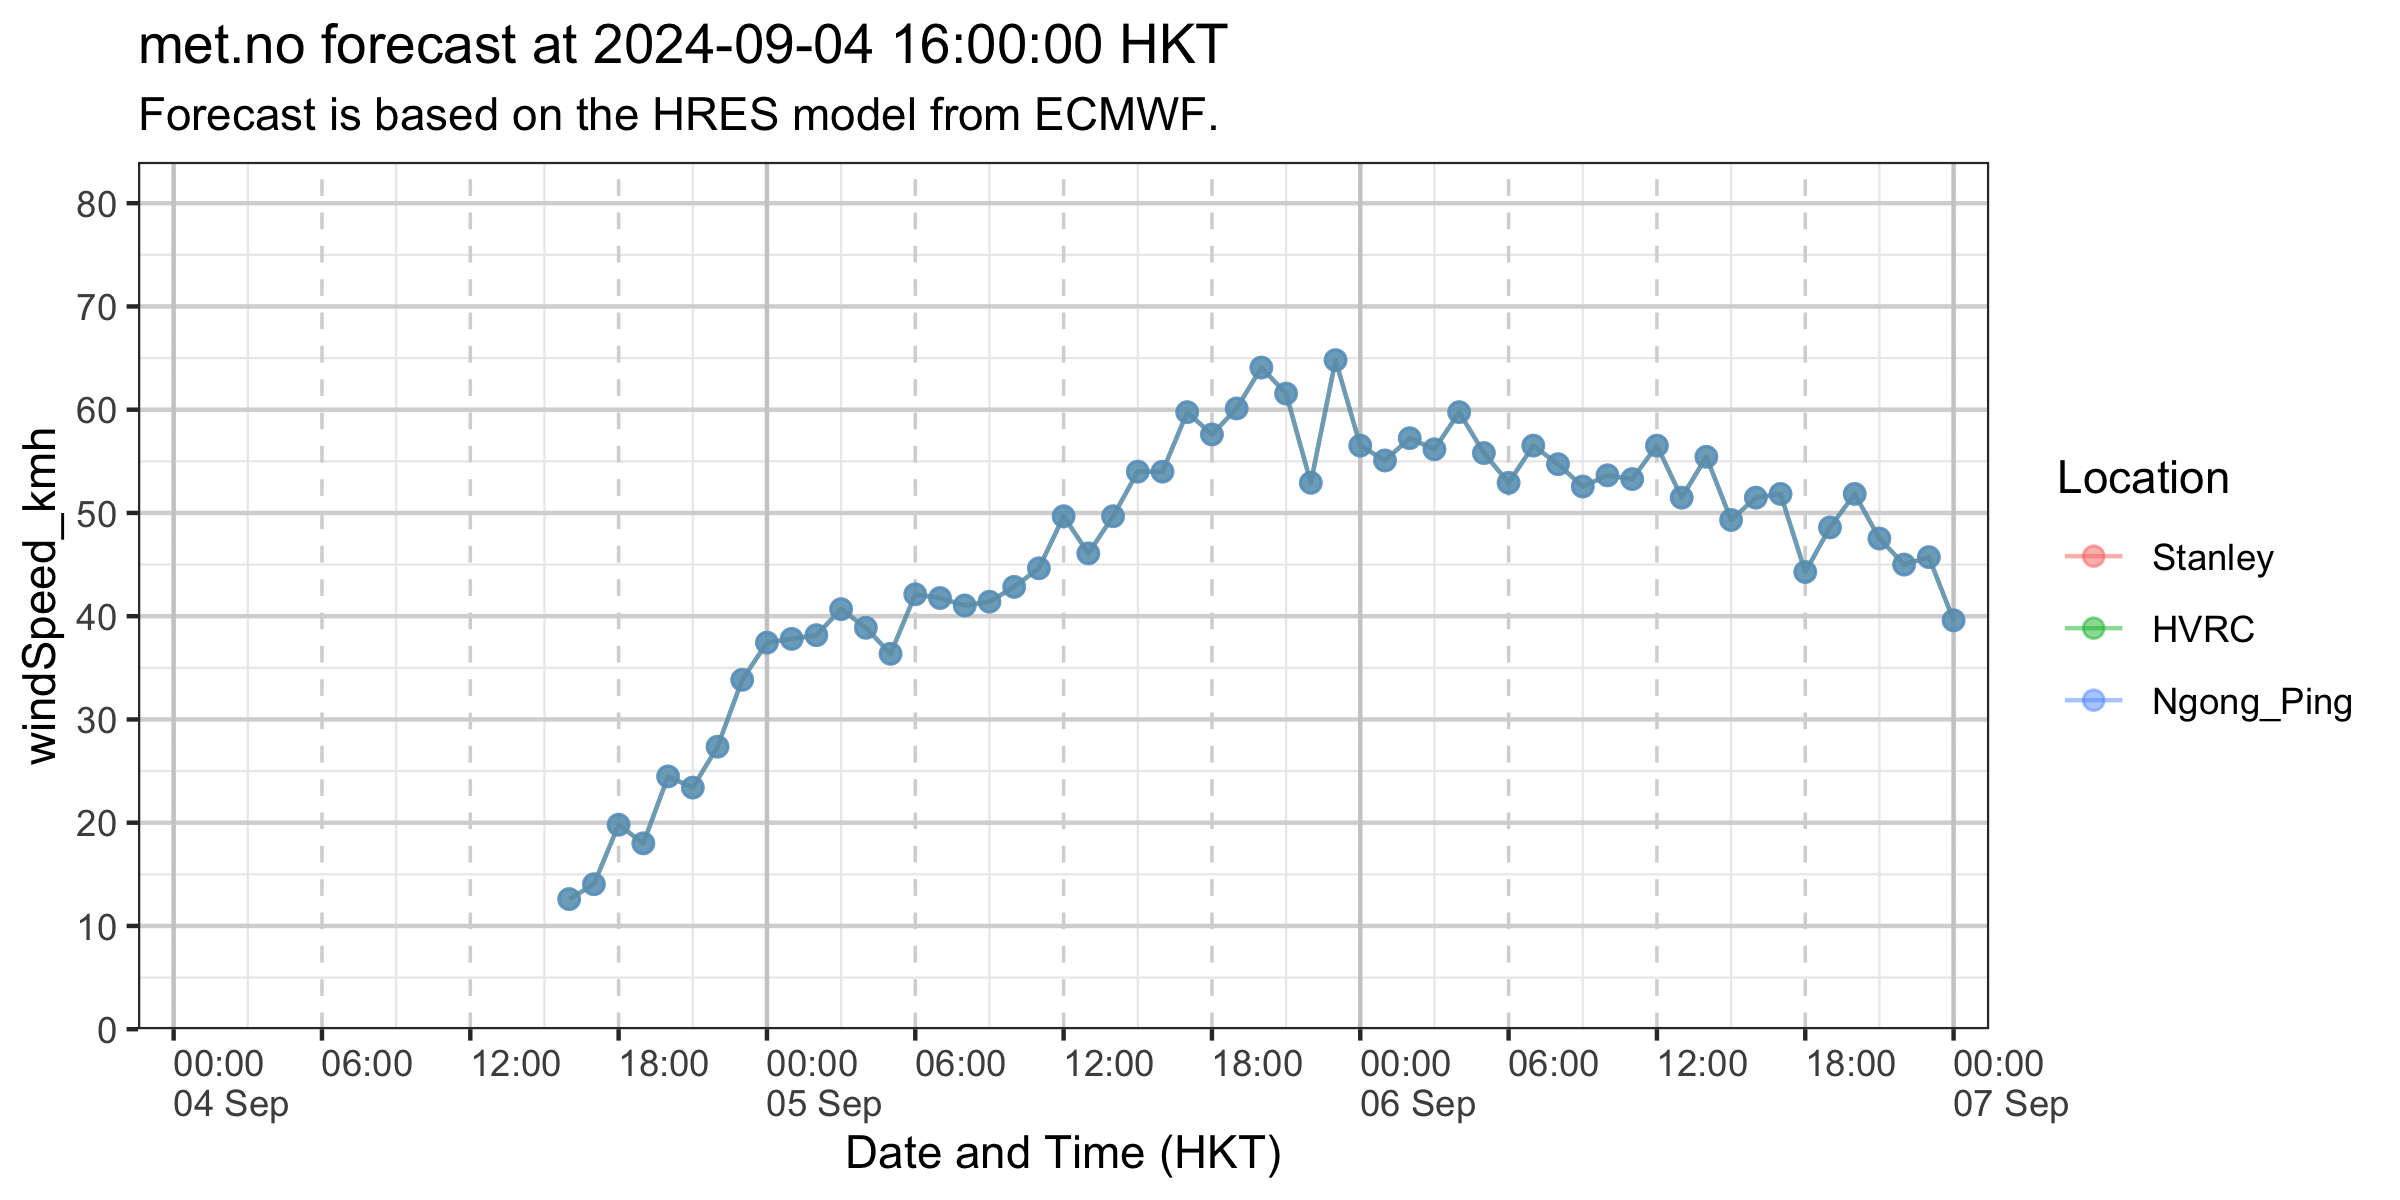 met.no forecast at 2024-09-04 16:00:00 HKT
Forecast is based on the HRES model from ECMWF.
windSpeed_kmh
80
70
60
50
40
30
20
10
0
00:00 06:00 12:00 18:00 00:00 06:00 12:00 18:00 00:00 06:00 12:00 18:00 00:00
04 Sep 05 Sep 06 Sep 07 Sep
Date and Time (HKT)
Location
Stanley
HVRC
Ngong_Ping